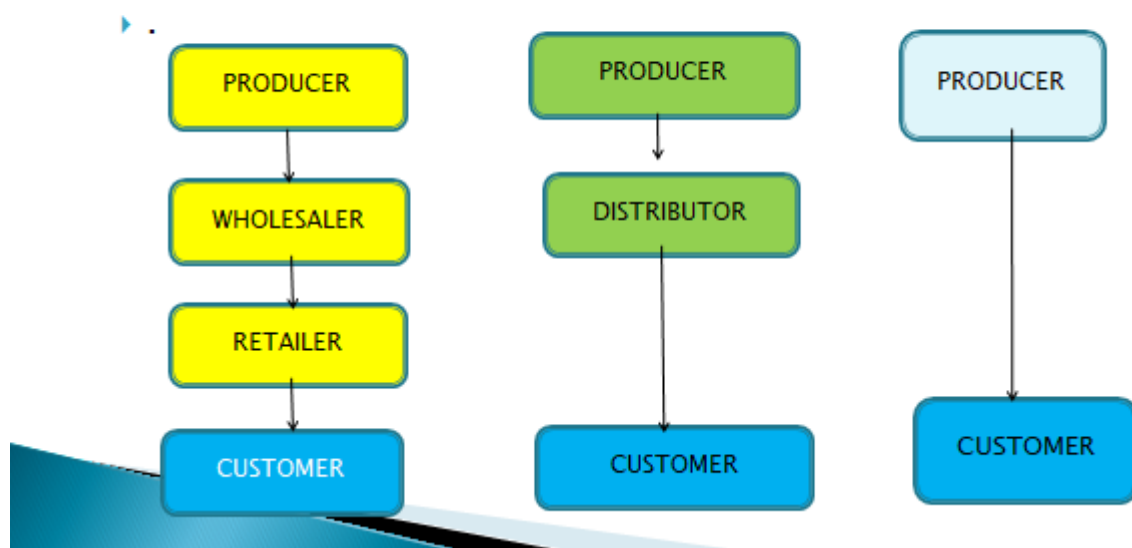 .
PRODUCER
WHOLESALER
RETAILER
CUSTOMER
PRODUCER
DISTRIBUTOR
CUSTOMER
PRODUCER
CUSTOMER